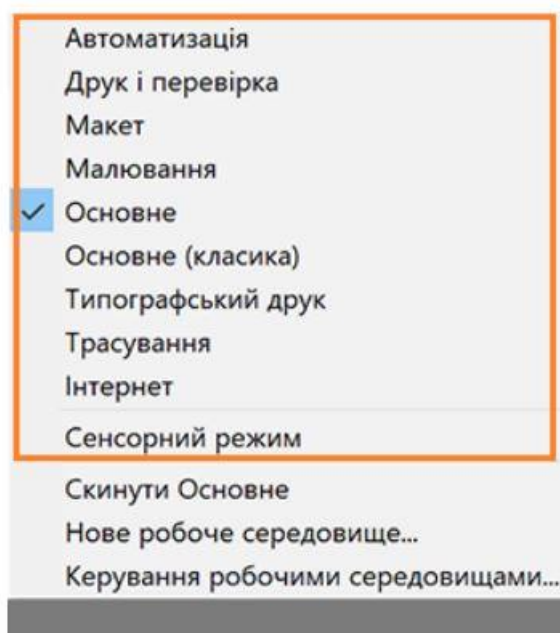 Автоматизація
Друк і перевірка
Макет
Малювання
Основне
Основне (класика)
Типографський друк
Трасування
Інтернет
Сенсорний режим
Скинути Основне
Нове робоче середовище...
Керування робочими середовищами...